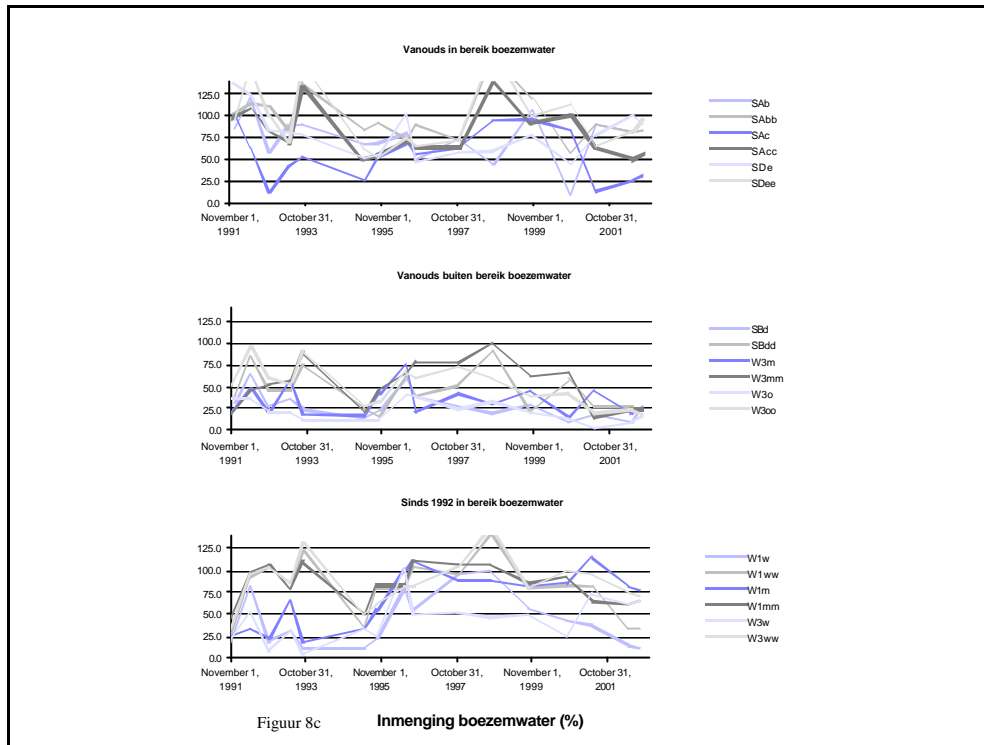 Vanouds in bereik boezemwater
125.0
100.0
75.0
50.0
25.0
0.0
November 1, October 31, November 1, October 31, November 1, October 31,
1991 1993 1995 1997 1999 2001
SAb
SAbb
SAc
SAcc
SDe
SDee
Vanouds buiten bereik boezemwater
125.0
100.0
75.0
50.0
25.0
0.0
November 1, October 31, November 1, October 31, November 1, October 31,
1991 1993 1995 1997 1999 2001
SBd
SBdd
W3m
W3mm
W3o
W3oo
Sinds 1992 in bereik boezemwater
125.0
100.0
75.0
50.0
25.0
0.0
November 1, October 31, November 1, October 31, November 1, October 31,
1991 1993 1995 1997 1999 2001
W1w
W1ww
W1m
W1mm
W3w
W3ww
Figuur 8c Inmenging boezemwater (%)